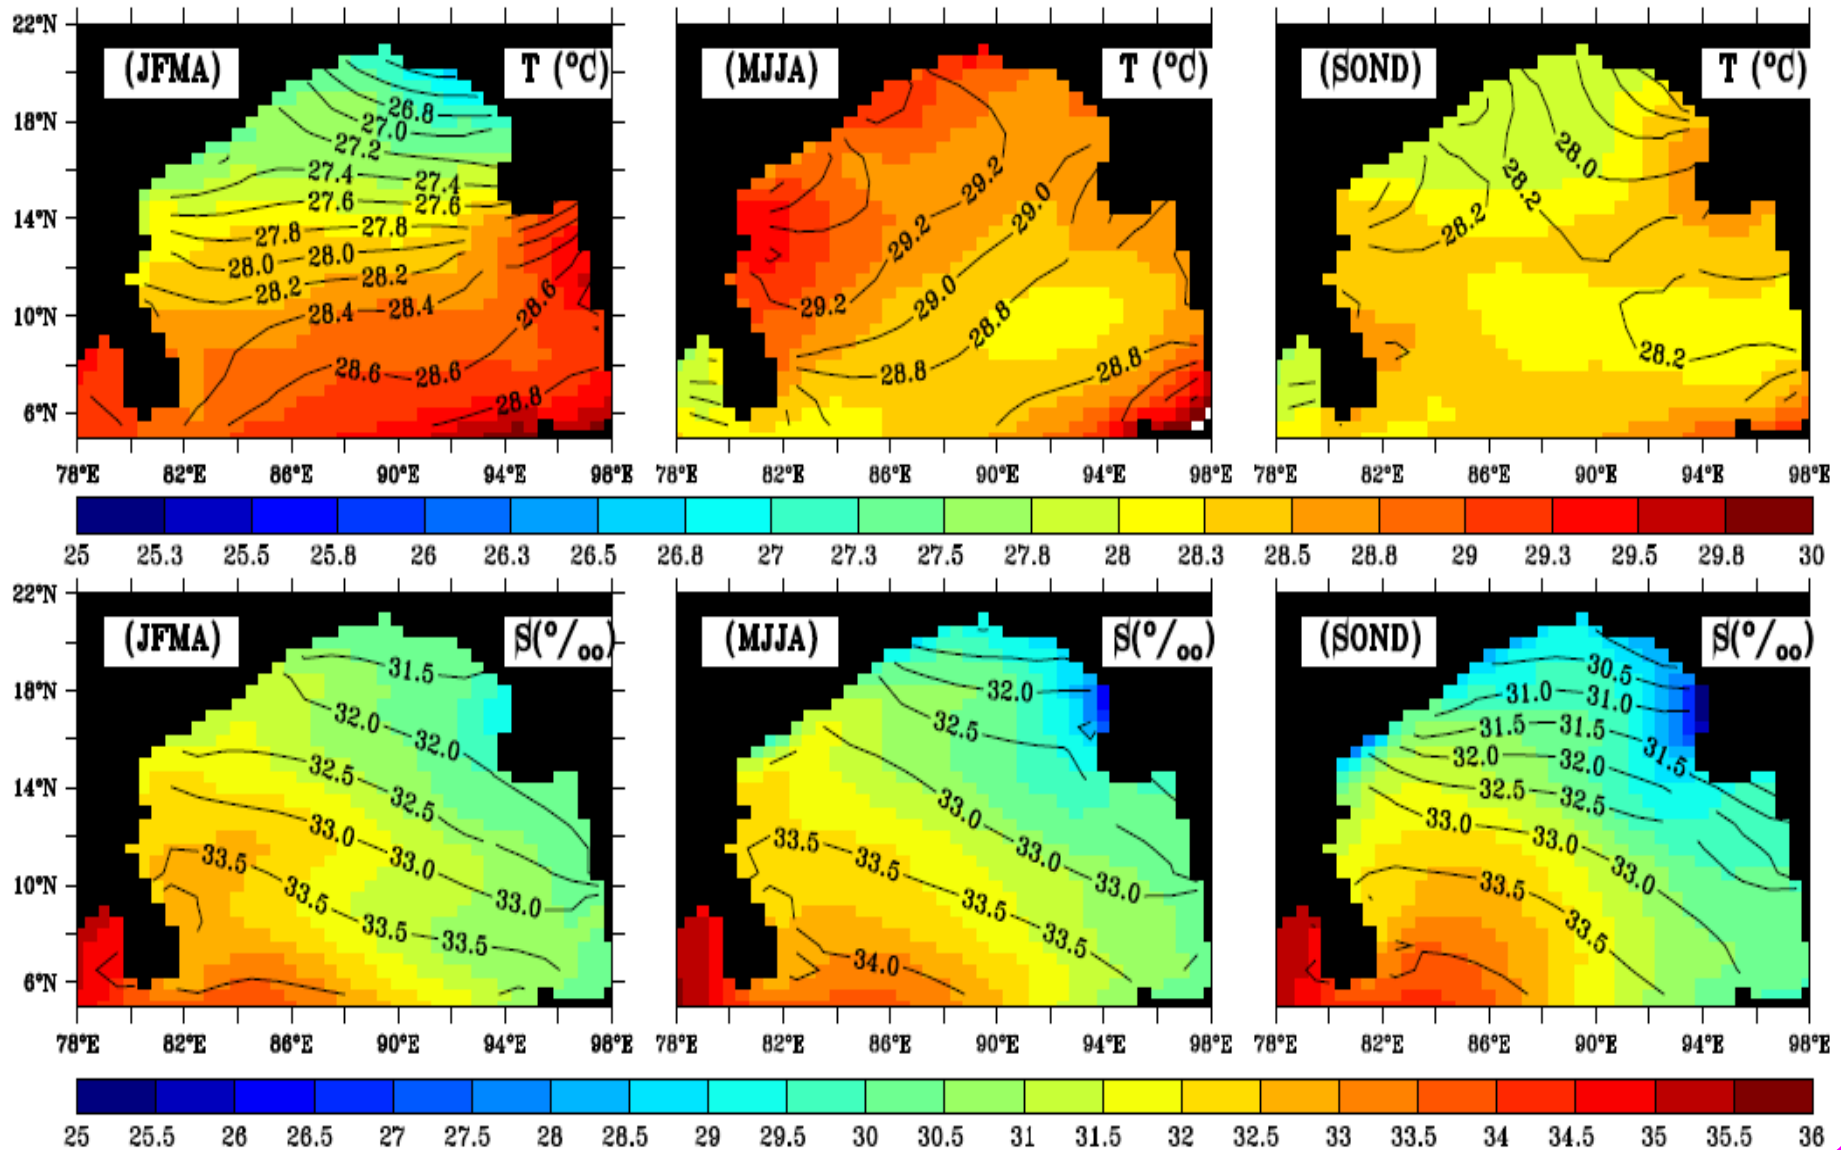 22°N
18°N
14°N
10°N
6°N
(JFMA) T (°C)
26.8
27.0
27.2
27.4 27.4
27.6 27.6
27.8 27.8
28.0 28.0
28.2 28.2
28.4 28.4
28.6
28.6 28.6
28.8
(MJJA) T (°C)
29.2
29.0
29.2
29.0
29.2
28.8
28.8 28.8
(SOND) T (°C)
28.0
28.2
28.2
28.2
78°E 82°E 86°E 90°E 94°E 98°E
78°E 82°E 86°E 90°E 94°E 98°E
78°E 82°E 86°E 90°E 94°E 98°E
25 25.3 25.5 25.8 26 26.3 26.5 26.8 27 27.3 27.5 27.8 28 28.3 28.5 28.8 29 29.3 29.5 29.8 30
22°N
18°N
14°N
10°N
6°N
(JFMA) S(°/oo)
31.5
32.0
32.0
32.5
32.5
33.0
33.0
33.0
33.5
33.5
33.5 33.5
(MJJA) S(°/oo)
32.0
32.5
33.0
33.0
33.0
33.5
33.5
33.5
33.5
34.0
(SOND) S(°/oo)
30.5
31.0 31.0
31.5 31.5
31.5
32.0 32.0
32.5 32.5
33.0 33.0
33.0
33.5
33.5
78°E 82°E 86°E 90°E 94°E 98°E
78°E 82°E 86°E 90°E 94°E 98°E
78°E 82°E 86°E 90°E 94°E 98°E
25 25.5 26 26.5 27 27.5 28 28.5 29 29.5 30 30.5 31 31.5 32 32.5 33 33.5 34 34.5 35 35.5 36